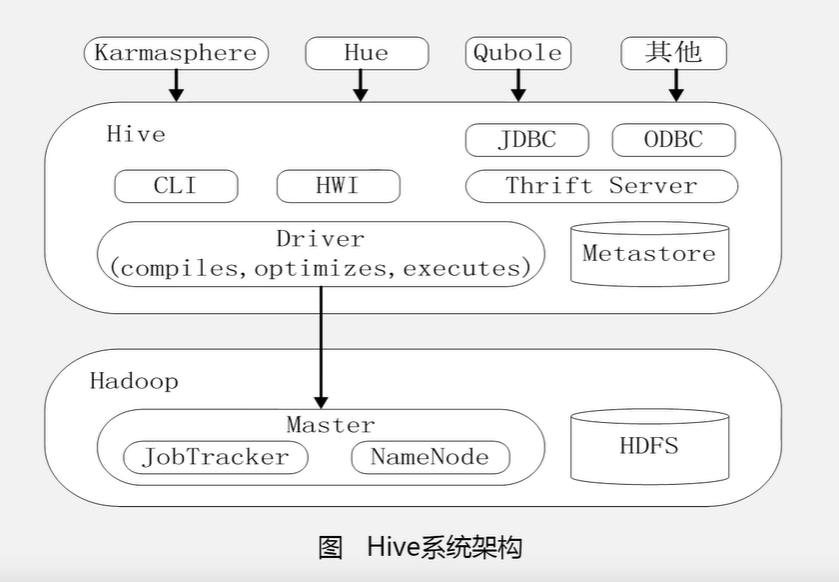 Karmasphere
Hue
Qubole
其他
Hive
JDBC
ODBC
CLI
HWI
Thrift Server
Driver
(compiles,optimizes,executes)
Metastore
Hadoop
Master
JobTracker
NameNode
HDFS
图 Hive系统架构